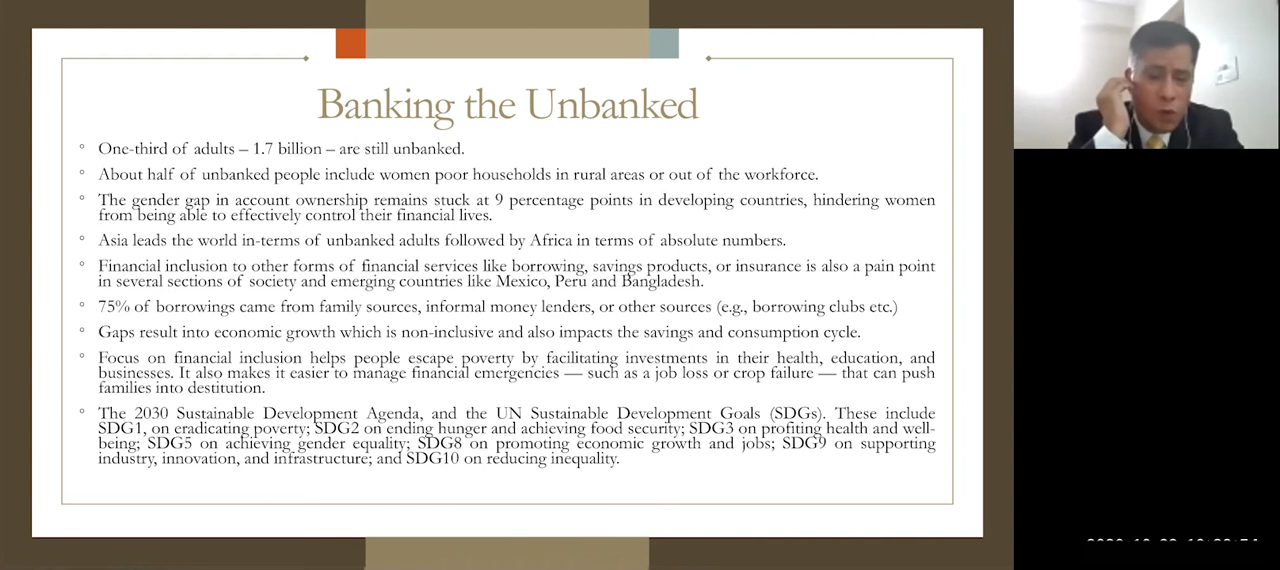 Banking the Unbanked
° One-third of adults – 1.7 billion – are still unbanked.
° About half of unbanked people include women poor households in rural areas or out of the workforce.
° The gender gap in account ownership remains stuck at 9 percentage points in developing countries, hindering women
from being able to effectively control their financial lives.
° Asia leads the world in-terms of unbanked adults followed by Africa in terms of absolute numbers.
° Financial inclusion to other forms of financial services like borrowing, savings products, or insurance is also a pain point
in several sections of society and emerging countries like Mexico, Peru and Bangladesh.
° 75% of borrowings came from family sources, informal money lenders, or other sources (e.g., borrowing clubs etc.)
° Gaps result into economic growth which is non-inclusive and also impacts the savings and consumption cycle.
° Focus on financial inclusion helps people escape poverty by facilitating investments in their health, education, and
businesses. It also makes it easier to manage financial emergencies — such as a job loss or crop failure — that can push
families into destitution.
° The 2030 Sustainable Development Agenda, and the UN Sustainable Development Goals (SDGs). These include
SDG1, on eradicating poverty; SDG2 on ending hunger and achieving food security; SDG3 on profiting health and well-
being; SDG5 on achieving gender equality; SDG8 on promoting economic growth and jobs; SDG9 on supporting
industry, innovation, and infrastructure; and SDG10 on reducing inequality.